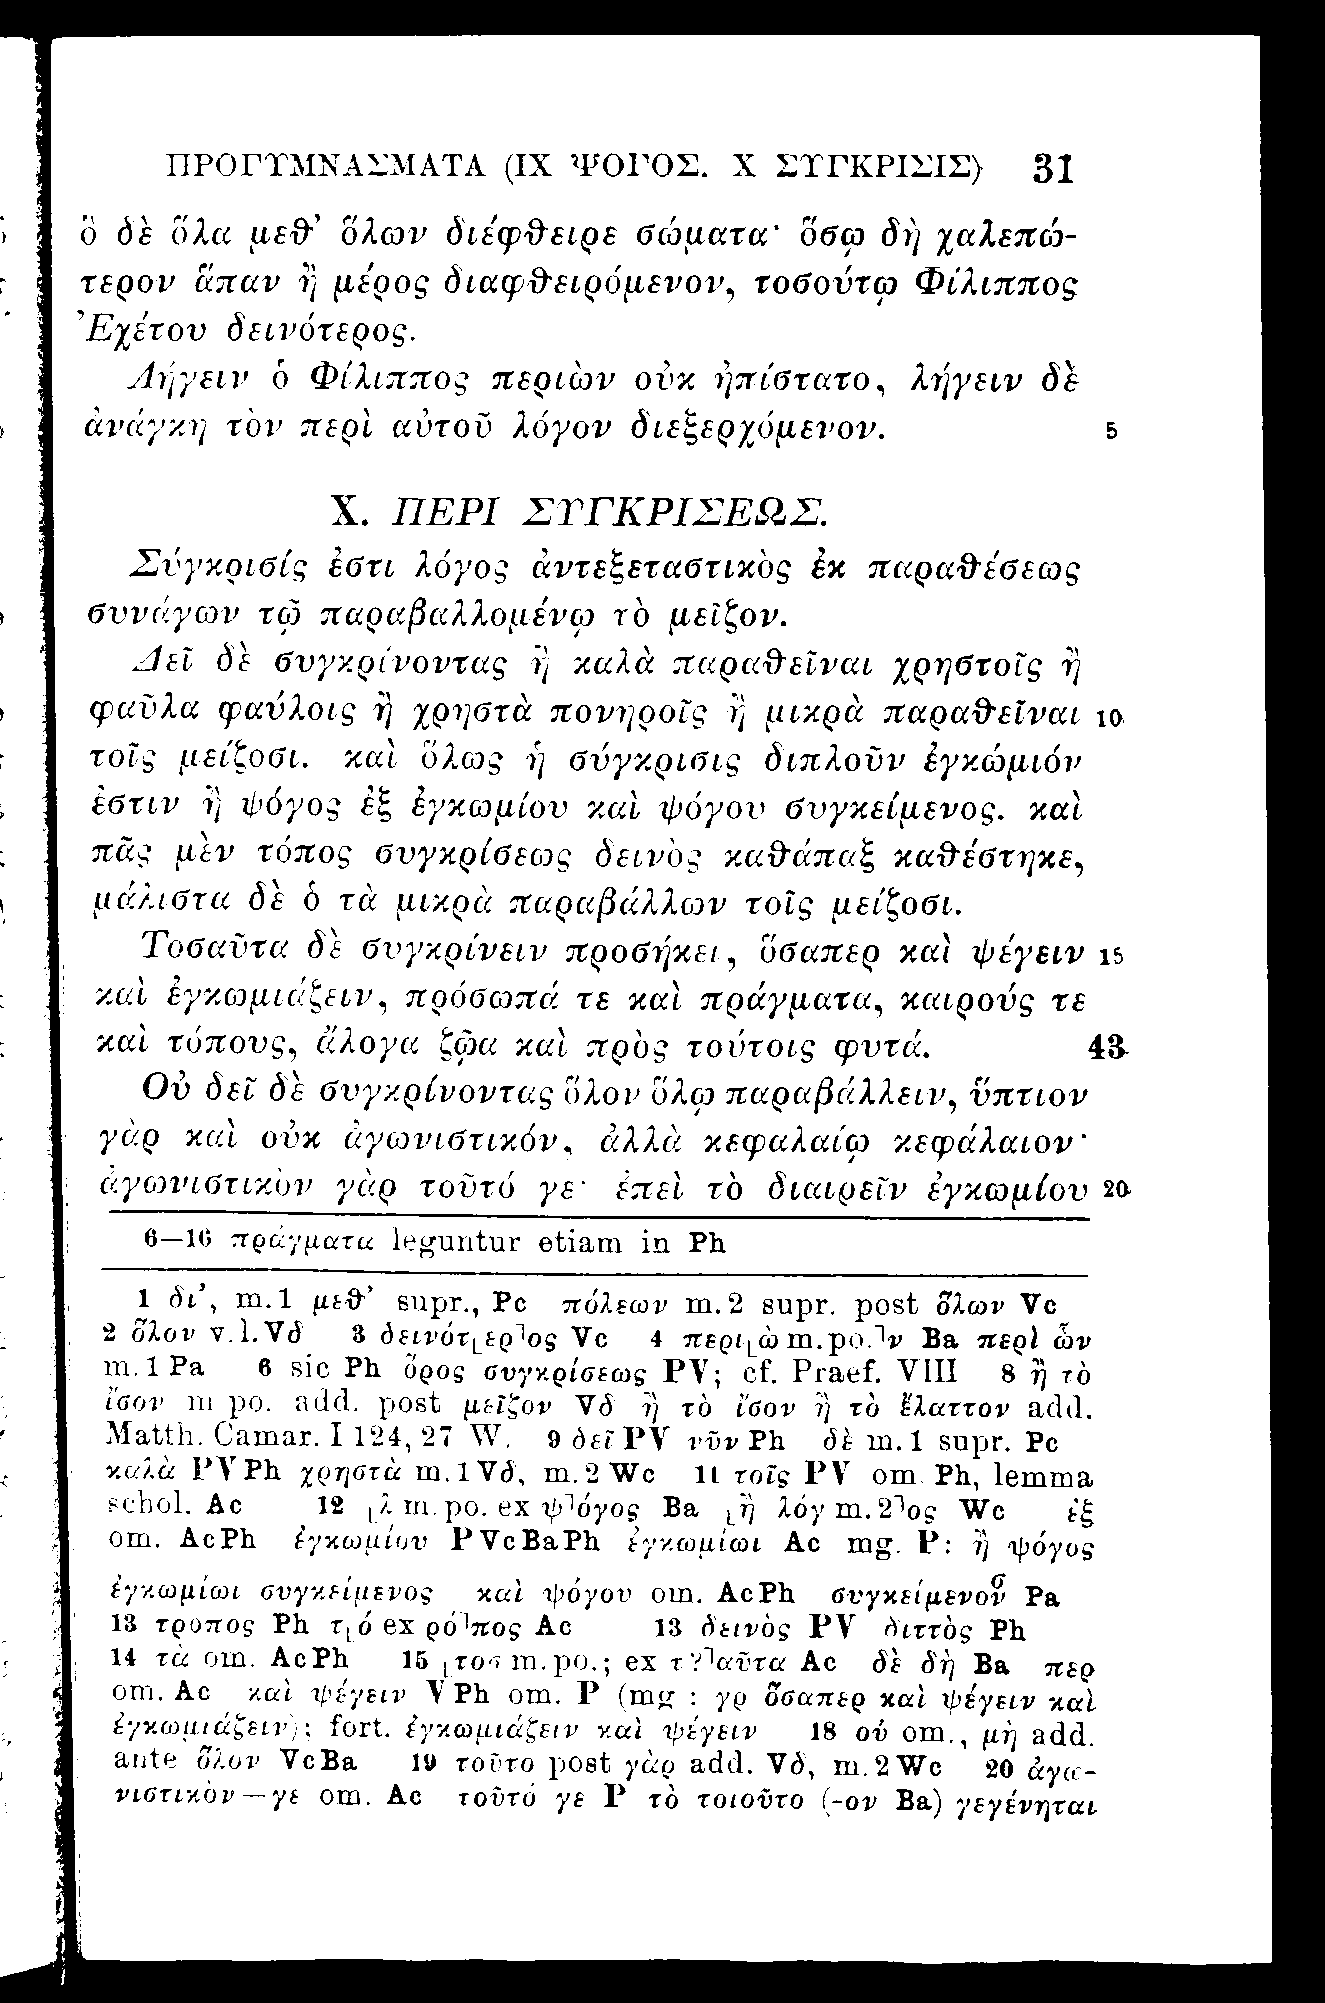 ΠΡΟΓΥΜΝΑΣΜΑΤΑ (IX ΨΟΓΟΣ. X ΣΥΓΚΡΙΣΙΣ) 31
ὃ δὲ ὅλα μεθ’ ὅλων διέφθειρε σώματα· ὅσῳ δὴ χαλεπώ-
τερον ἅπαν ἢ μέρος διαφθειρόμενον, τοσούτῳ Φίλιππος
Ἐχέτου δεινότερος.
Λήγειν ὁ Φίλιππος περιὼν οὐκ ἠπίστατο, λήγειν δὲ
ἀνάγκη τὸν περὶ αὐτοῦ λόγον διεξερχόμενον. 5
X. ΠΕΡΙ ΣΥΓΚΡΙΣΕΩΣ.
Σύγκρισίς ἐστι λόγος ἀντεξεταστικὸς ἐκ παραθέσεως
συνάγων τῷ παραβαλλομένῳ τὸ μεῖζον.
Δεῖ δὲ συγκρίνοντας ἢ καλὰ παραθεῖναι χρηστοῖς ἢ
φαῦλα φαύλοις ἢ χρηστὰ πονηροῖς ἢ μικρὰ παραθεῖναι 10
τοῖς μείζοσι. καὶ ὅλως ἡ σύγκρισις διπλοῦν ἐγκώμιόν
ἐστιν ἢ ψόγος ἐξ ἐγκωμίου καὶ ψόγου συγκείμενος. καὶ
πᾶς μὲν τόπος συγκρίσεως δεινὸς καθάπαξ καθέστηκε,
μάλιστα δὲ ὁ τὰ μικρὰ παραβάλλων τοῖς μείζοσι.
Τοσαῦτα δὲ συγκρίνειν προσήκει, ὅσαπερ καὶ ψέγειν 15
καὶ ἐγκωμιάζειν, πρόσωπά τε καὶ πράγματα, καιρούς τε
καὶ τόπους, ἄλογα ζῷα καὶ πρὸς τούτοις φυτά. 43
Οὐ δεῖ δὲ συγκρίνοντας ὅλον ὅλῳ παραβάλλειν, ὕπτιον
γὰρ καὶ οὐκ ἀγωνιστικόν, ἀλλὰ κεφαλαίῳ κεφάλαιον·
ἀγωνιστικὸν γὰρ τοῦτό γε· ἐπεὶ τὸ διαιρεῖν ἐγκωμίου 20
6—16 πράγματα leguntur etiam in Ph
1 δι’, m. 1 μεθ’ supr., Pc πόλεων m. 2 supr. post ὅλων Vc
2 ὅλον v. l. Vδ 3 δεινότ⌊ερ⌉ος Vc 4 περι⌊ὼ m. po.⌉ν Ba περὶ ὧν
m. 1 Pa 6 sic Ph ὅρος συγκρίσεως PV; cf. Praef. VIII 8 ἢ τὸ
ἴσον m po. add. post μεῖζον Vδ ἢ τὸ ἴσον ἢ τὸ ἔλαττον add.
Matth. Camar. I 124, 27 W. 9 δεῖ PV νῦν Ph δὲ m. 1 supr. Pc
καλὰ PVPh χρηστὰ m. 1 Vδ, m. 2 Wc 11 τοῖς PV om Ph, lemma
schol. Ac 12 ⌊λ m. po. ex ψ⌉όγος Ba ⌊ἢ λόγ m. 2⌉ος Wc ἐξ
om. AcPh ἐγκωμίου PVcBaPh ἐγκωμίωι Ac mg. P: ἢ ψόγος
ἐγκωμίωι συγκείμενος καὶ ψόγου om. AcPh συγκείμενον̃ Pa
13 τροπος Ph τ⌊ό ex ρό⌉πος Ac 13 δεινὸς PV διττὸς Ph
14 τὰ om. AcPh 15 ⌊τοσ m. po.; ex τ?⌉αῦτα Ac δὲ δὴ Ba περ
om. Ac καὶ ψέγειν VPh om. P (mg : γρ ὅσαπερ καὶ ψέγειν καὶ
ἐγκωμιάζειν); fort. ἐγκωμιάζειν καὶ ψέγειν 18 οὐ om., μὴ add.
ante ὅλον VcBa 19 τοῦτο post γὰρ add. Vδ, m. 2 Wc 20 ἀγω-
νιστικὸν — γε om. Ac τοῦτό γε P τὸ τοιοῦτο (-ον Ba) γεγένηται